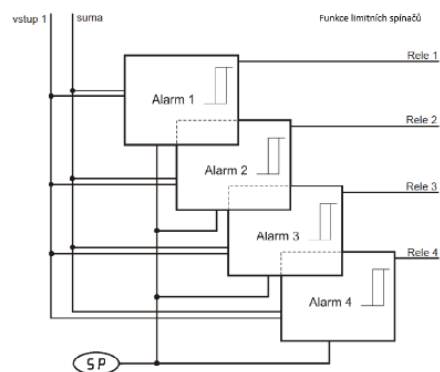 vstup 1 suma Funkce limitních spínačů
Rele 1
Alarm 1
Rele 2
Alarm 2
Rele 3
Alarm 3
Rele 4
Alarm 4
SP